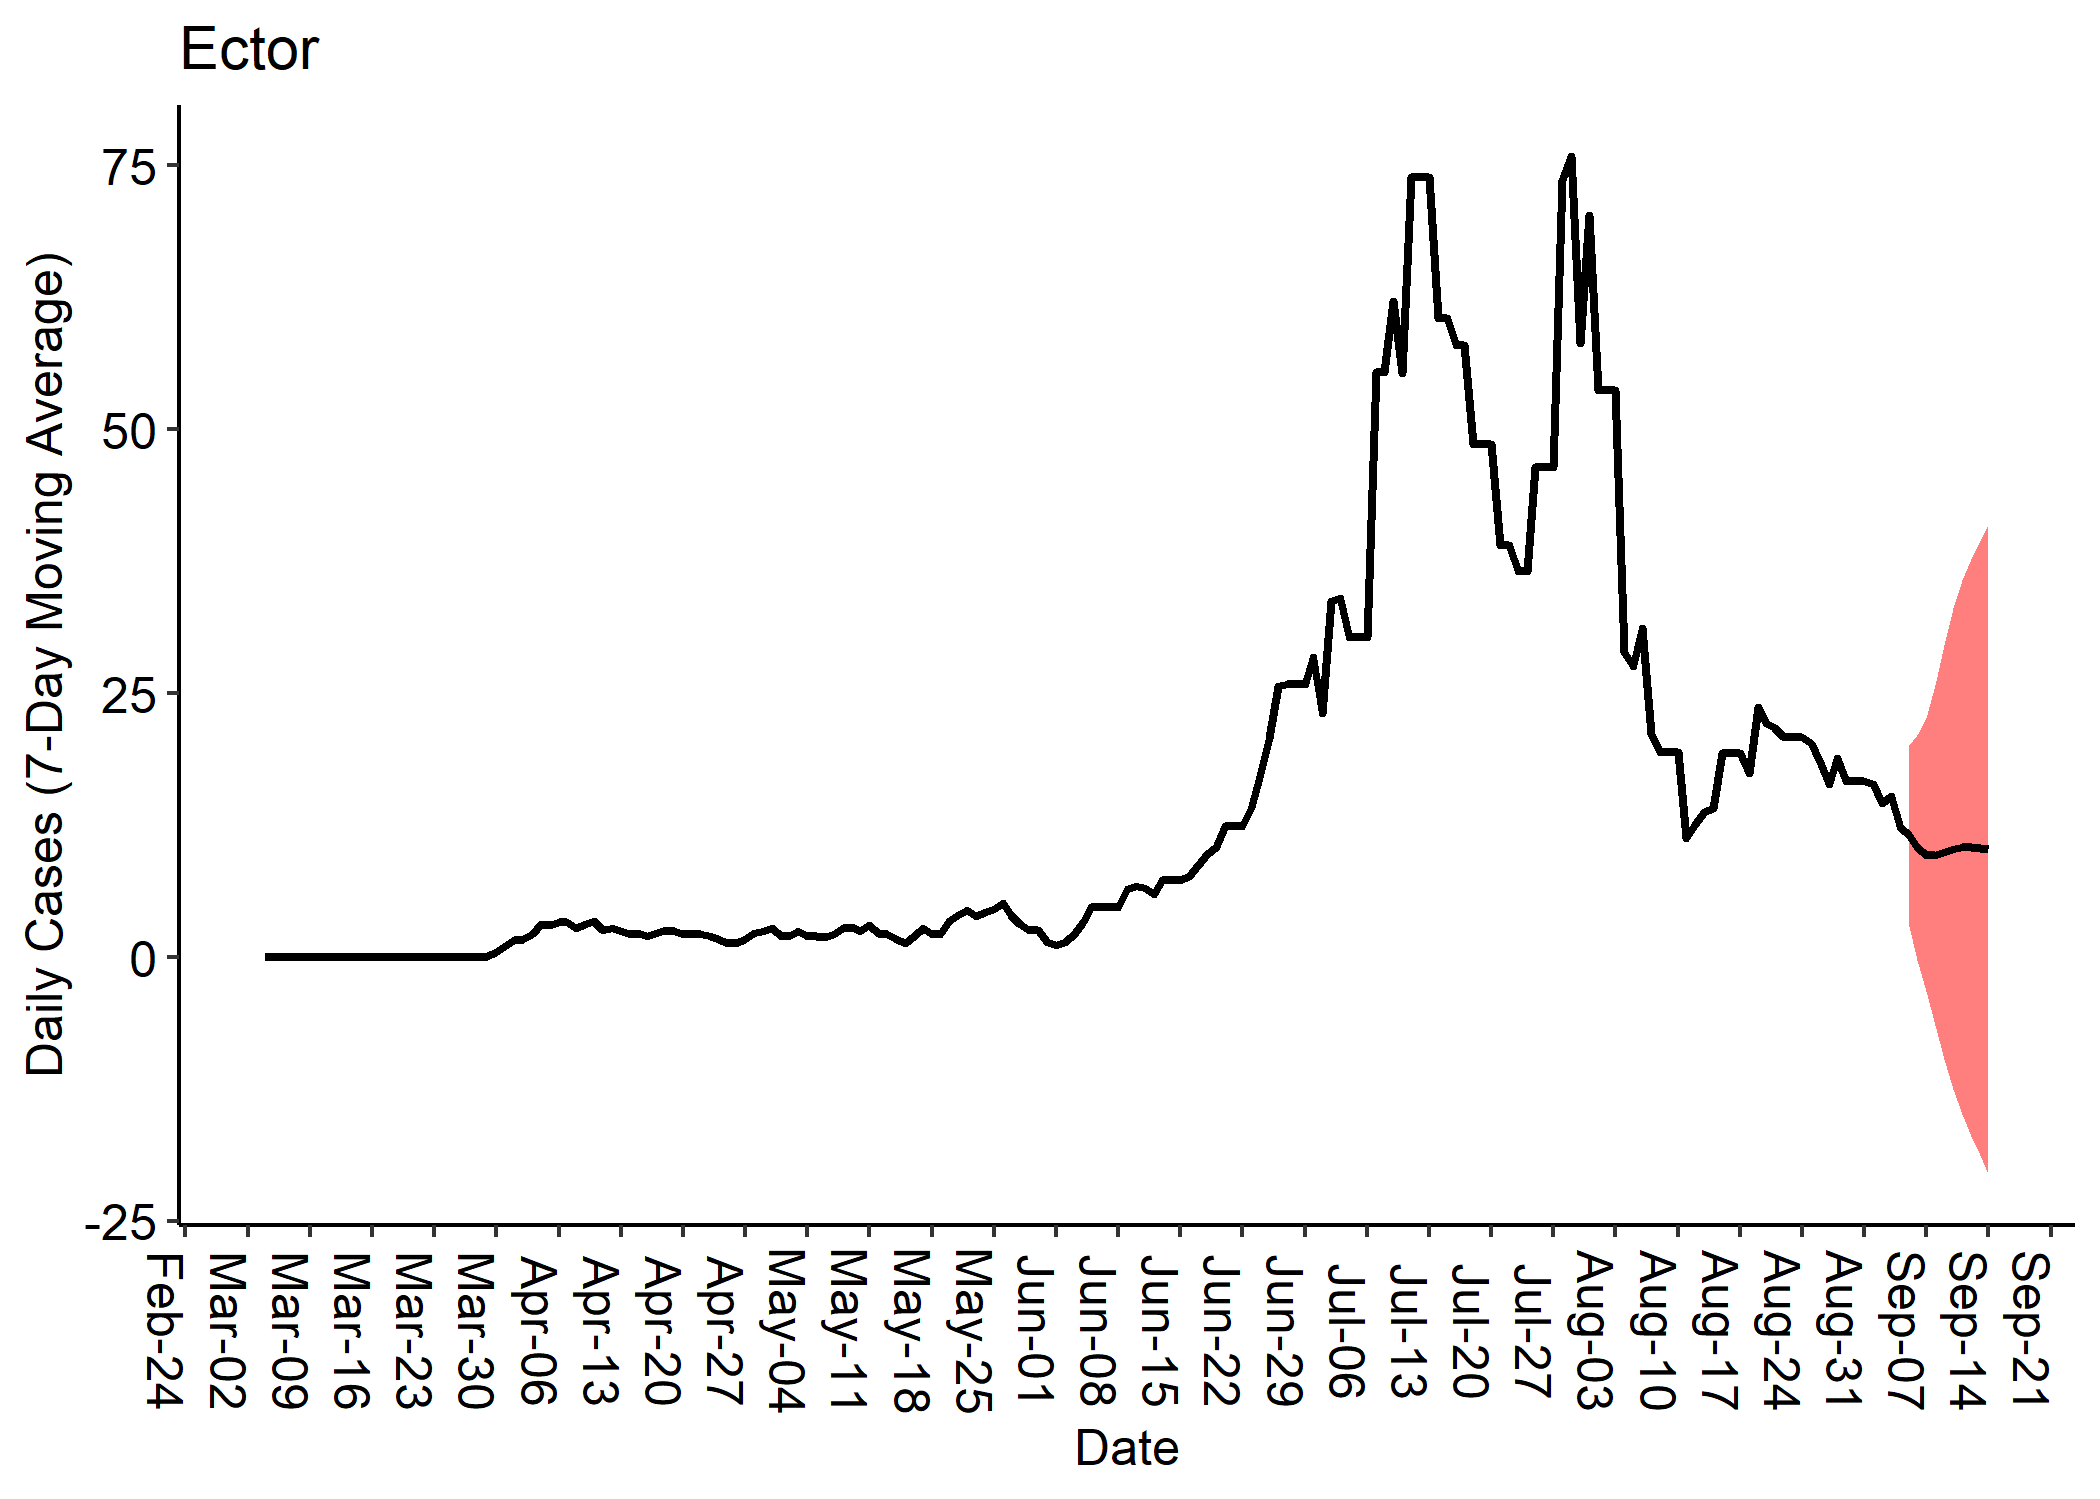 Ector
Daily Cases (7-Day Moving Average)
75
50
25
0
-25
Feb-24
Mar-02
Mar-09
Mar-16
Mar-23
Mar-30
Apr-06
Apr-13
Apr-20
Apr-27
May-04
May-11
May-18
May-25
Jun-01
Jun-08
Jun-15
Jun-22
Jun-29
Jul-06
Jul-13
Jul-20
Jul-27
Aug-03
Aug-10
Aug-17
Aug-24
Aug-31
Sep-07
Sep-14
Sep-21
Date